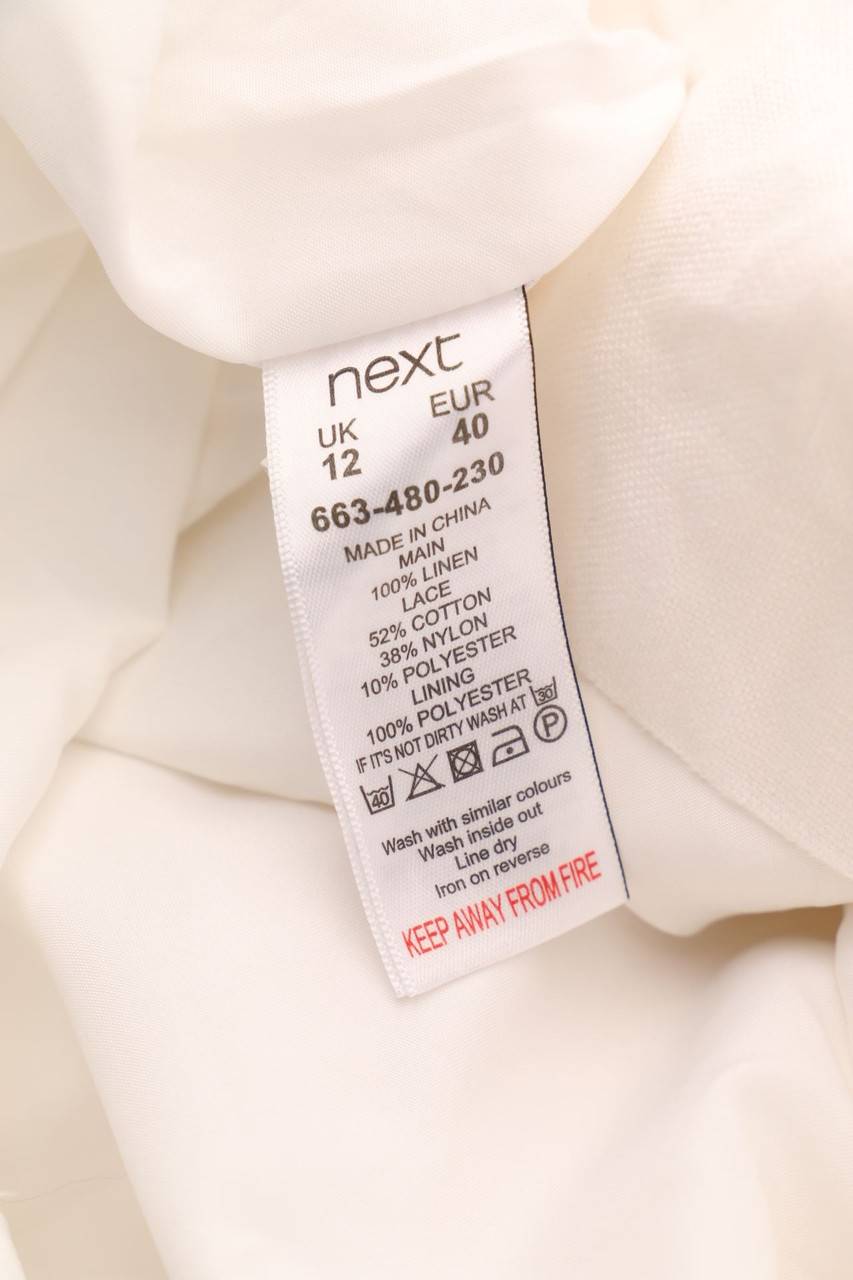 next
UK EUR
12 40
663-480-230
MADE IN CHINA
MAIN
100% LINEN
LACE
52% COTTON
38% NYLON
10% POLYESTER
LINING
100% POLYESTER
IF IT'S NOT DIRTY WASH AT 30
40 P
Wash with similar colours
Wash inside out
Line dry
Iron on reverse
KEEP AWAY FROM FIRE